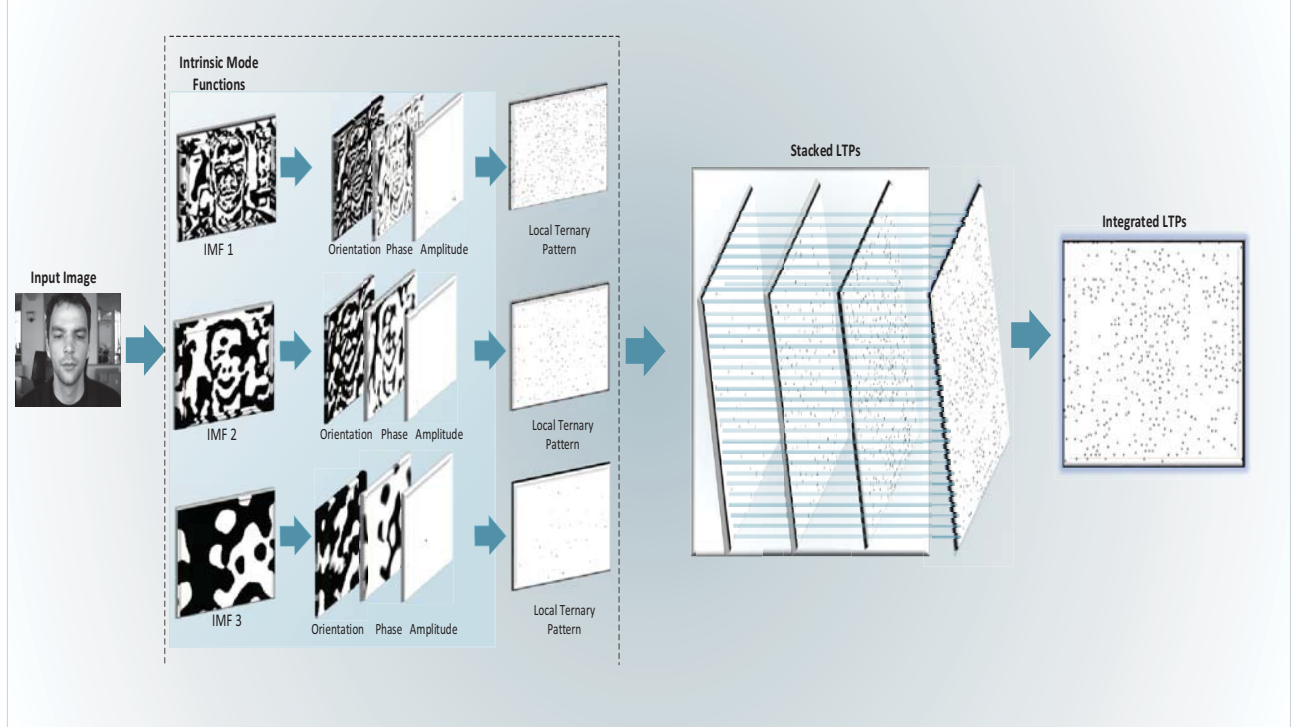 Input Image
Intrinsic Mode
Functions
IMF 1
Orientation Phase Amplitude
Local Ternary
Pattern
IMF 2
Orientation Phase Amplitude
Local Ternary
Pattern
IMF 3
Orientation Phase Amplitude
Local Ternary
Pattern
Stacked LTPs
Integrated LTPs